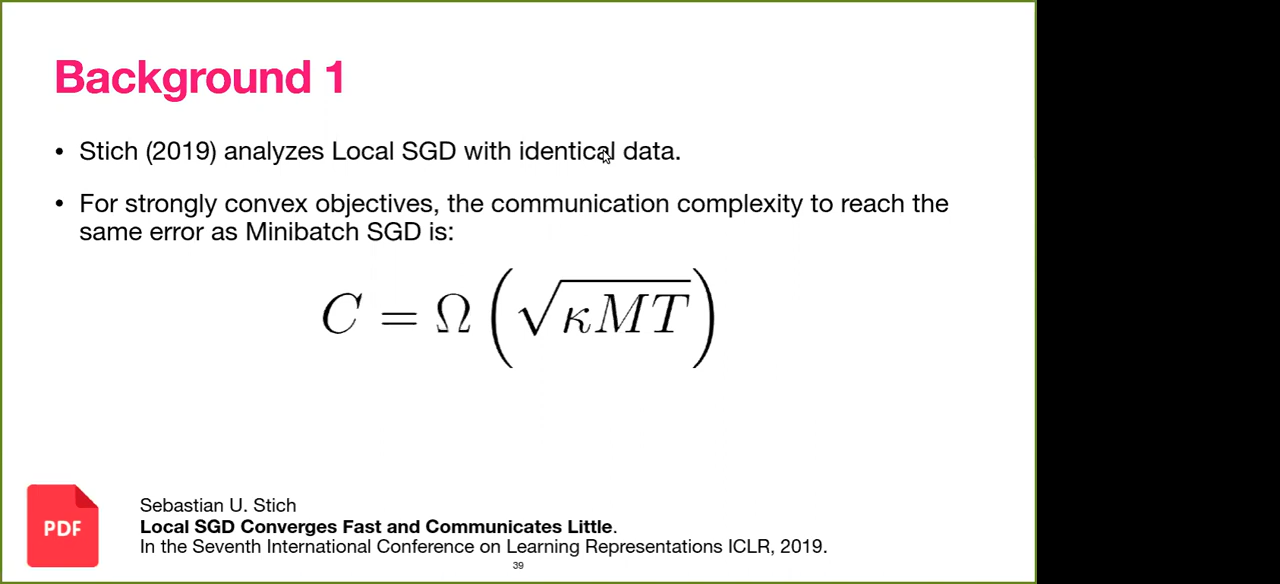 Background 1
• Stich (2019) analyzes Local SGD with identical data.
• For strongly convex objectives, the communication complexity to reach the
same error as Minibatch SGD is:
C = Ω(√κMT)
PDF
Sebastian U. Stich
Local SGD Converges Fast and Communicates Little.
In the Seventh International Conference on Learning Representations ICLR, 2019.
39